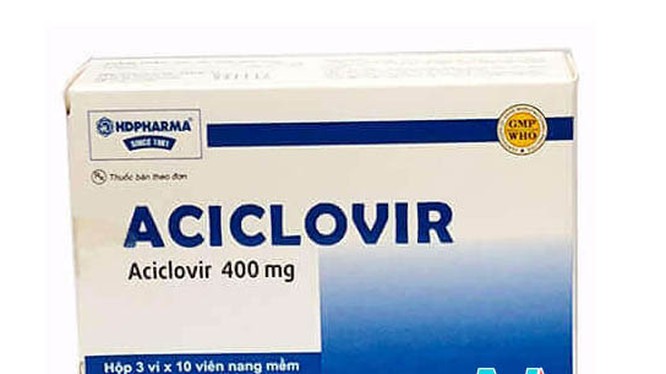 HDPHARMA
SINCE 1961
GMP
WHO
Rx Thuốc bán theo đơn
ACICLOVIR
Aciclovir 400 mg
Hộp 3 vỉ x 10 viên nang mềm